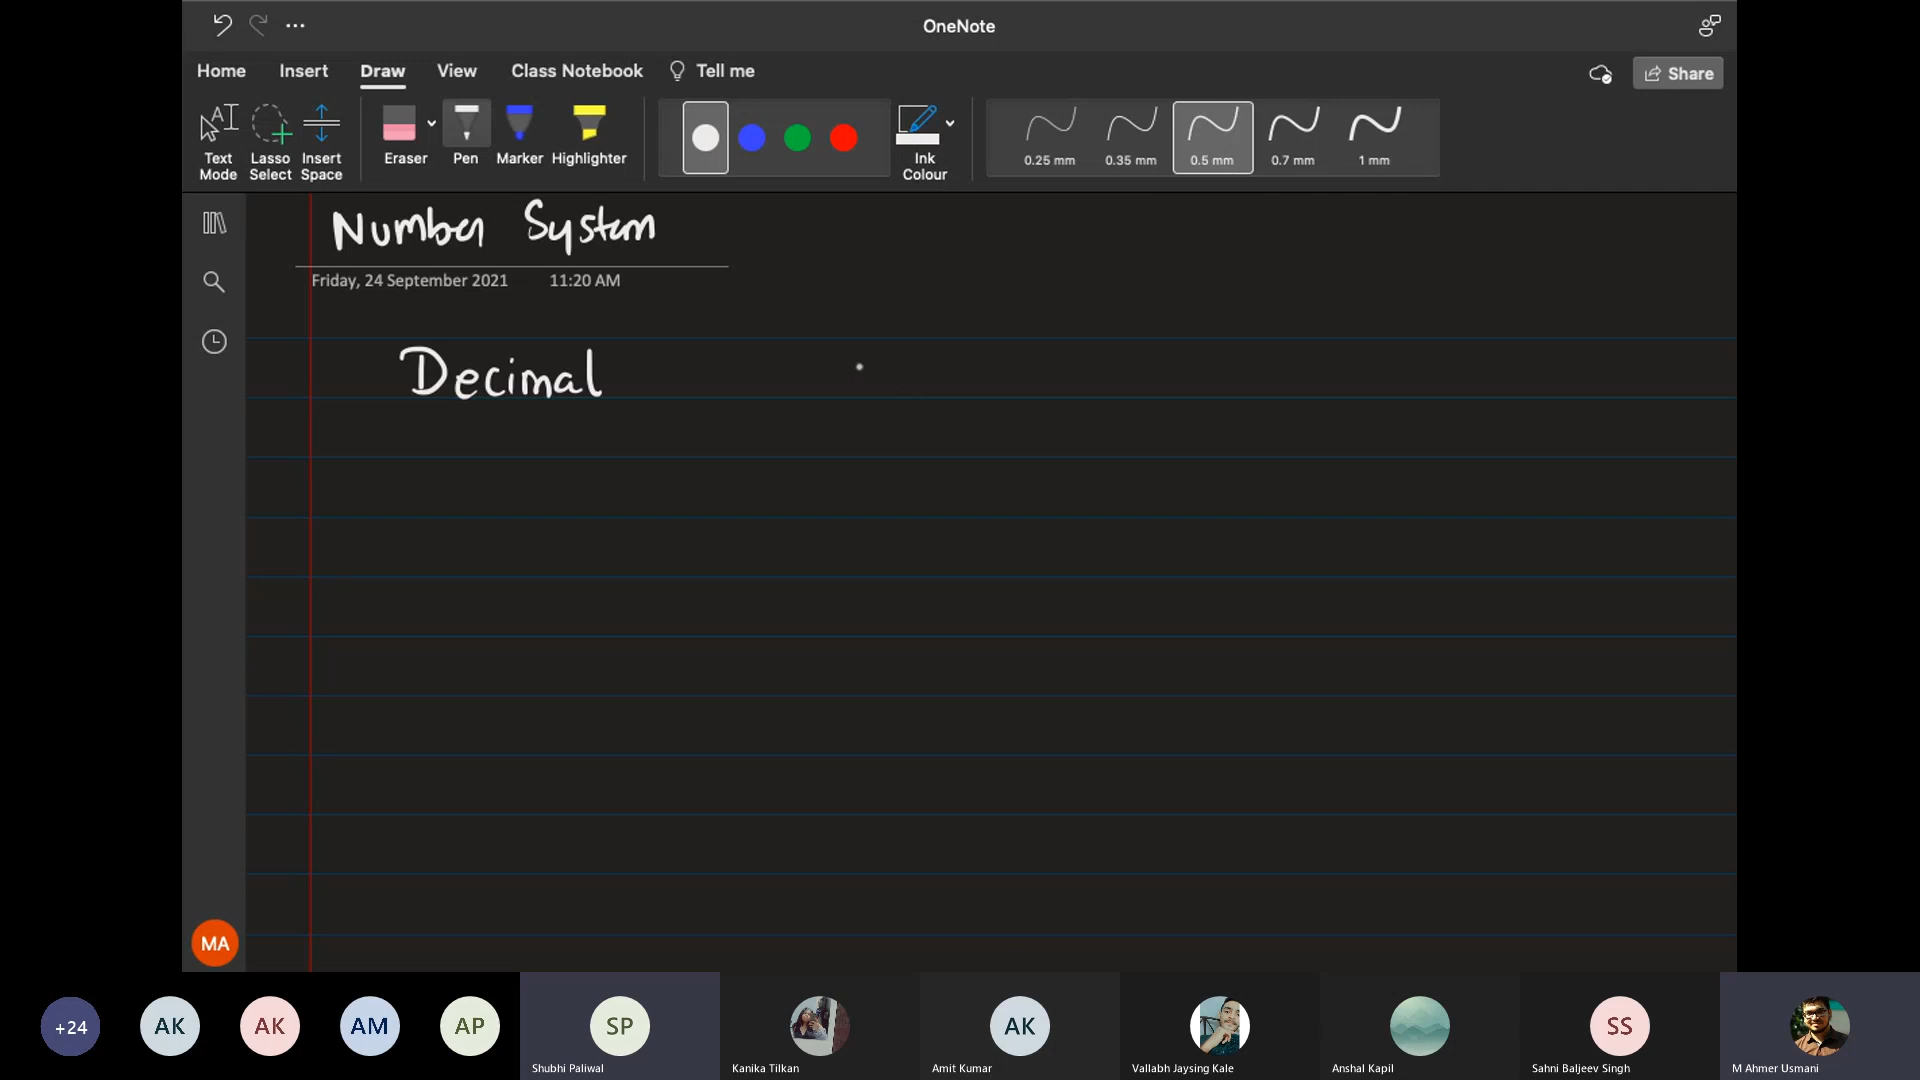 OneNote
Home Insert Draw View Class Notebook Tell me Share
Text Mode
Lasso Select
Insert Space
Eraser
Pen
Marker
Highlighter
Ink Colour
0.25 mm
0.35 mm
0.5 mm
0.7 mm
1 mm
Number System
Friday, 24 September 2021 11:20 AM
Decimal
MA
+24 AK AK AM AP SP AK SS
Shubhi Paliwal Kanika Tilkan Amit Kumar Vallabh Jaysing Kale Anshal Kapil Sahni Baljeev Singh M Ahmer Usmani